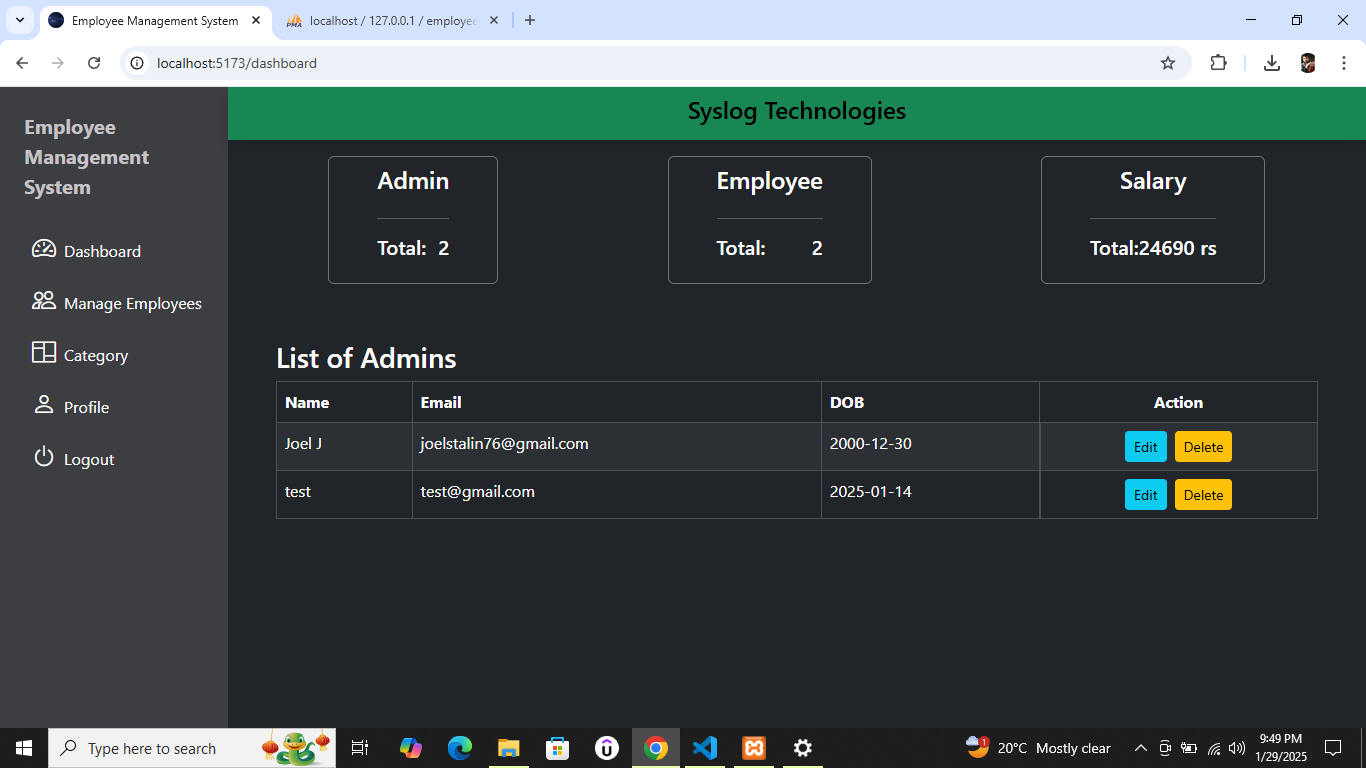 Employee Management System
localhost / 127.0.0.1 / employee
localhost:5173/dashboard
Employee
Management
System
Dashboard
Manage Employees
Category
Profile
Logout
Syslog Technologies
Admin
Total: 2
Employee
Total: 2
Salary
Total:24690 rs
List of Admins
Name Email DOB Action
Joel J joelstalin76@gmail.com 2000-12-30 Edit Delete
test test@gmail.com 2025-01-14 Edit Delete
Type here to search
1
20°C Mostly clear
9:49 PM
1/29/2025